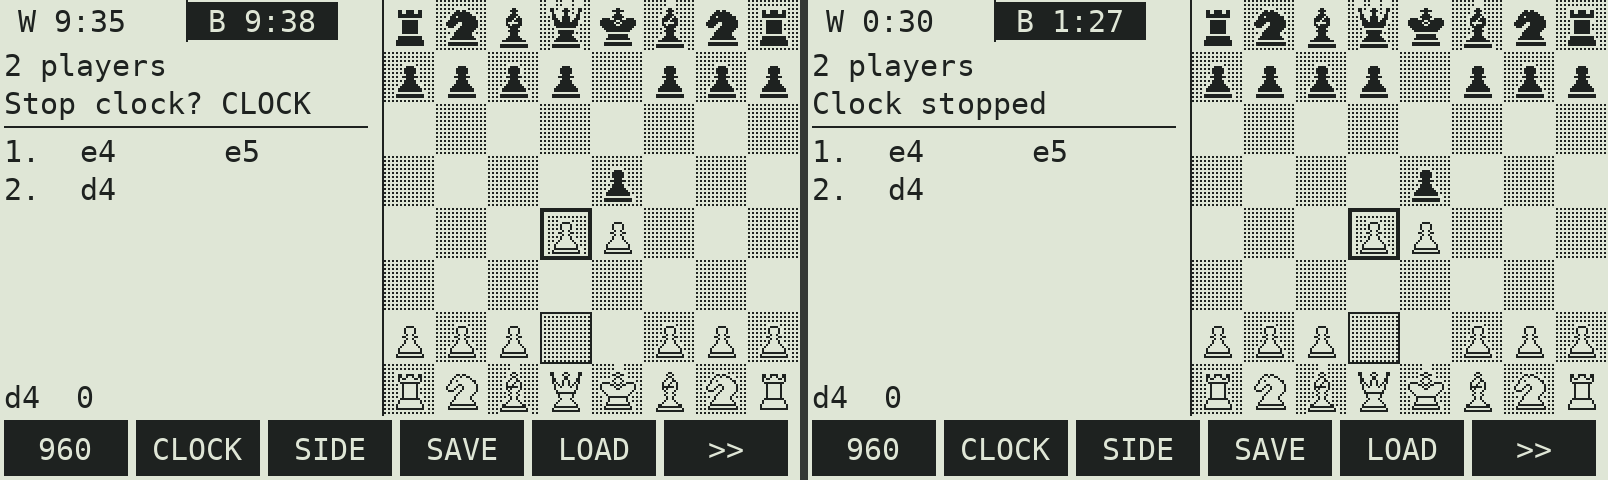 W 9:35 B 9:38
2 players
Stop clock? CLOCK
1. e4 e5
2. d4
d4 0
960 CLOCK SIDE SAVE LOAD >>
W 0:30 B 1:27
2 players
Clock stopped
1. e4 e5
2. d4
d4 0
960 CLOCK SIDE SAVE LOAD >>